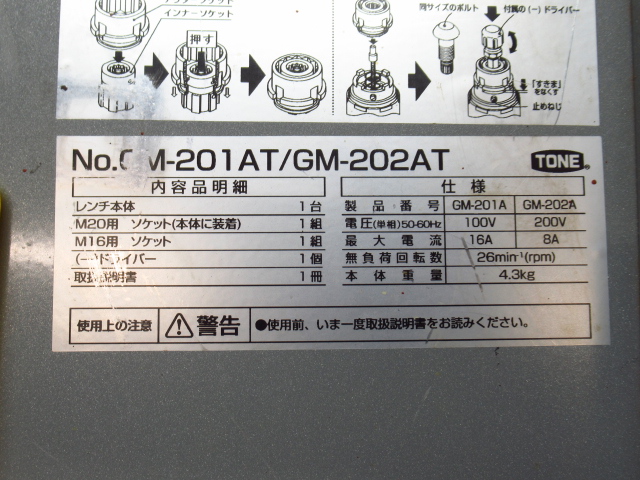 インナーソケット
押す
同サイズのボルト
付属の(-)ドライバー
「すきま」
をなくす
止めねじ
No.GM-201AT/GM-202AT
TONE
内容品明細
レンチ本体 1台
M20用 ソケット(本体に装着) 1組
M16用 ソケット 1組
(-)ドライバー 1個
取扱説明書 1冊
仕様
製品番号 GM-201A GM-202A
電圧(単相)50-60Hz 100V 200V
最大電流 16A 8A
無負荷回転数 26min-1(rpm)
本体重量 4.3kg
使用上の注意 警告 ●使用前、いま一度取扱説明書をお読みください。